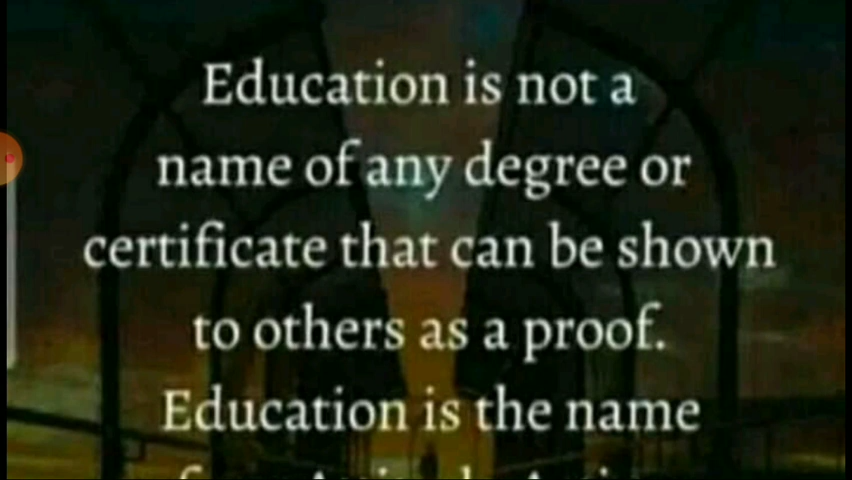 Education is not a
name of any degree or
certificate that can be shown
to others as a proof.
Education is the name